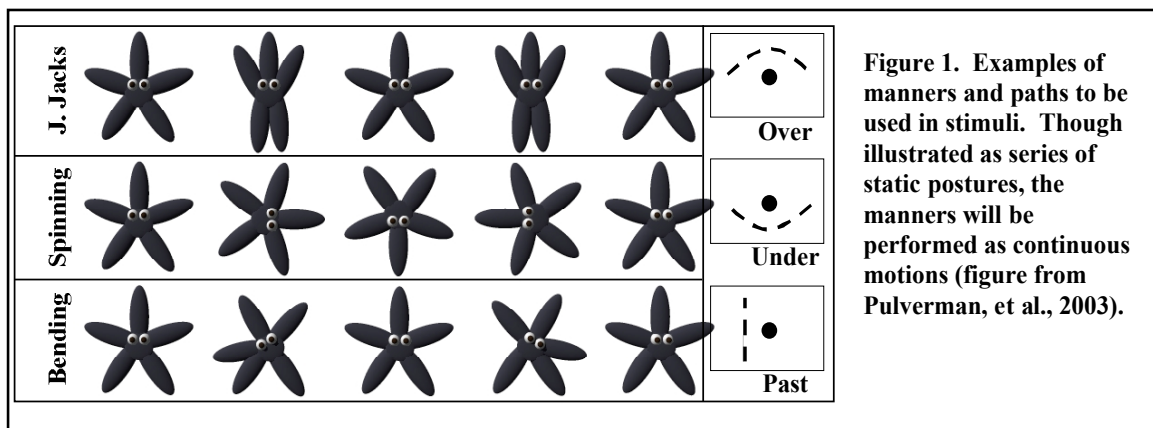 J. Jacks
Over
Spinning
Under
Bending
Past
Figure 1. Examples of
manners and paths to be
used in stimuli. Though
illustrated as series of
static postures, the
manners will be
performed as continuous
motions (figure from
Pulverman, et al., 2003).